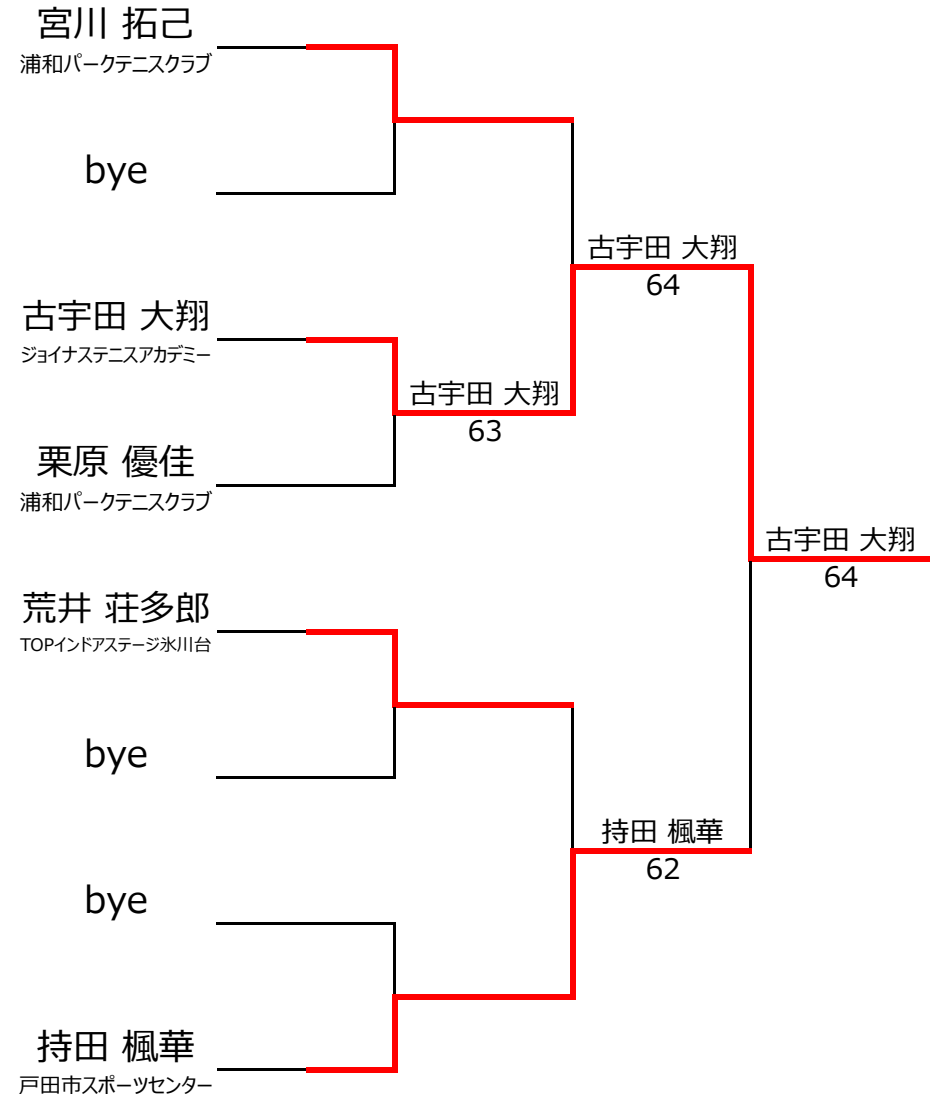 宮川 拓己
浦和パークテニスクラブ
bye
古宇田 大翔
64
古宇田 大翔
ジョイナステニスアカデミー
古宇田 大翔
63
栗原 優佳
浦和パークテニスクラブ
古宇田 大翔
64
荒井 荘多郎
TOPインドアステージ氷川台
bye
持田 楓華
62
bye
持田 楓華
戸田市スポーツセンター